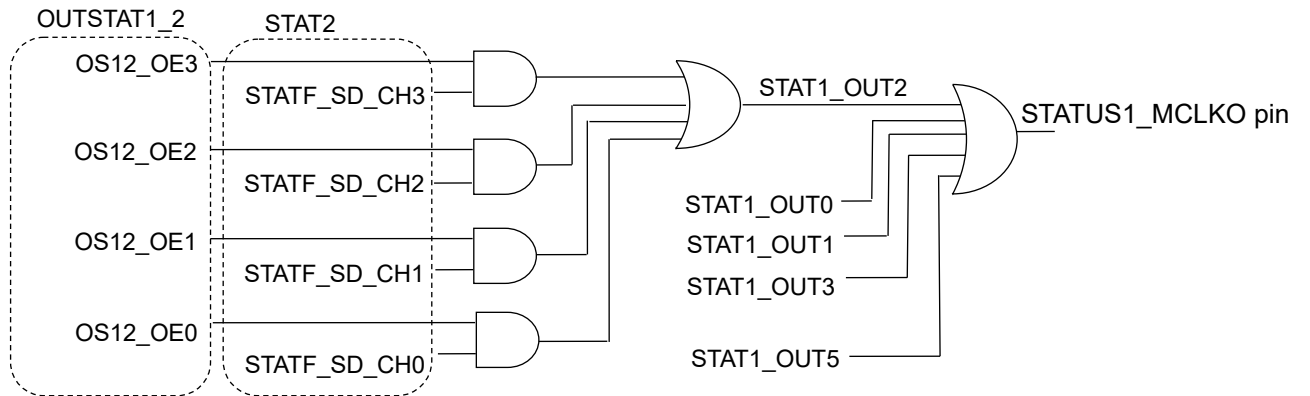 OUTSTAT1_2
STAT2
OS12_OE3
STATF_SD_CH3
OS12_OE2
STATF_SD_CH2
OS12_OE1
STATF_SD_CH1
OS12_OE0
STATF_SD_CH0
STAT1_OUT2
STATUS1_MCLKO pin
STAT1_OUT0
STAT1_OUT1
STAT1_OUT3
STAT1_OUT5